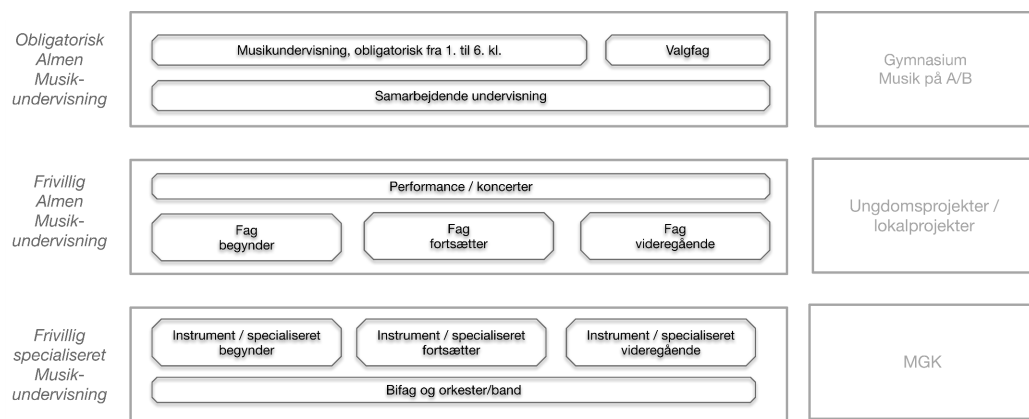 Obligatorisk
Almen
Musik-
undervisning
Musikundervisning, obligatorisk fra 1. til 6. kl.
Valgfag
Samarbejdende undervisning
Gymnasium
Musik på A/B
Frivillig
Almen
Musik-
undervisning
Performance / koncerter
Fag
begynder
Fag
fortsætter
Fag
videregående
Ungdomsprojekter /
lokalprojekter
Frivillig
specialiseret
Musik-
undervisning
Instrument / specialiseret
begynder
Instrument / specialiseret
fortsætter
Instrument / specialiseret
videregående
Bifag og orkester/band
MGK